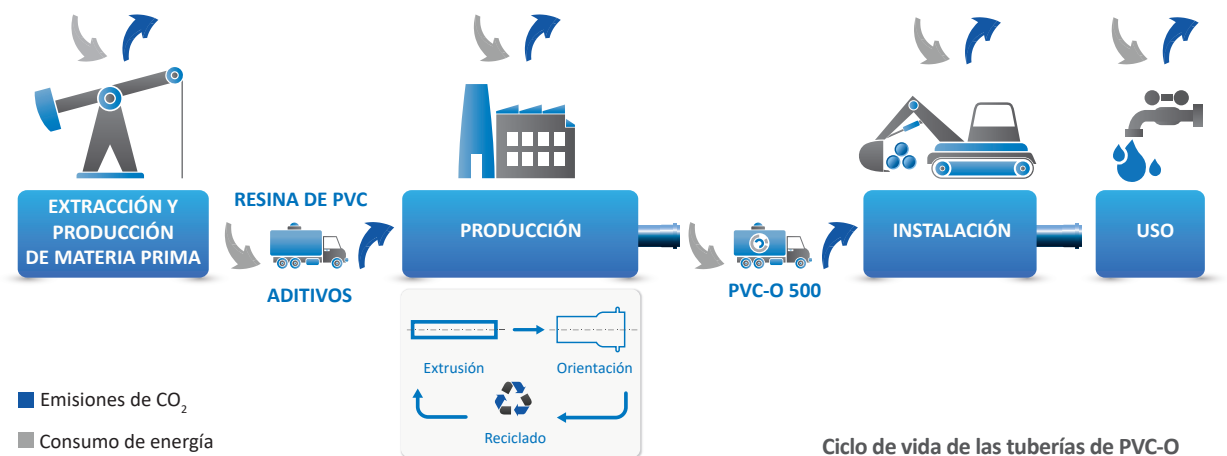 EXTRACCIÓN Y
PRODUCCIÓN
DE MATERIA PRIMA
RESINA DE PVC
ADITIVOS
PRODUCCIÓN
PVC-O 500
INSTALACIÓN
USO
Extrusión
Orientación
Reciclado
Emisiones de CO₂
Consumo de energía
Ciclo de vida de las tuberías de PVC-O